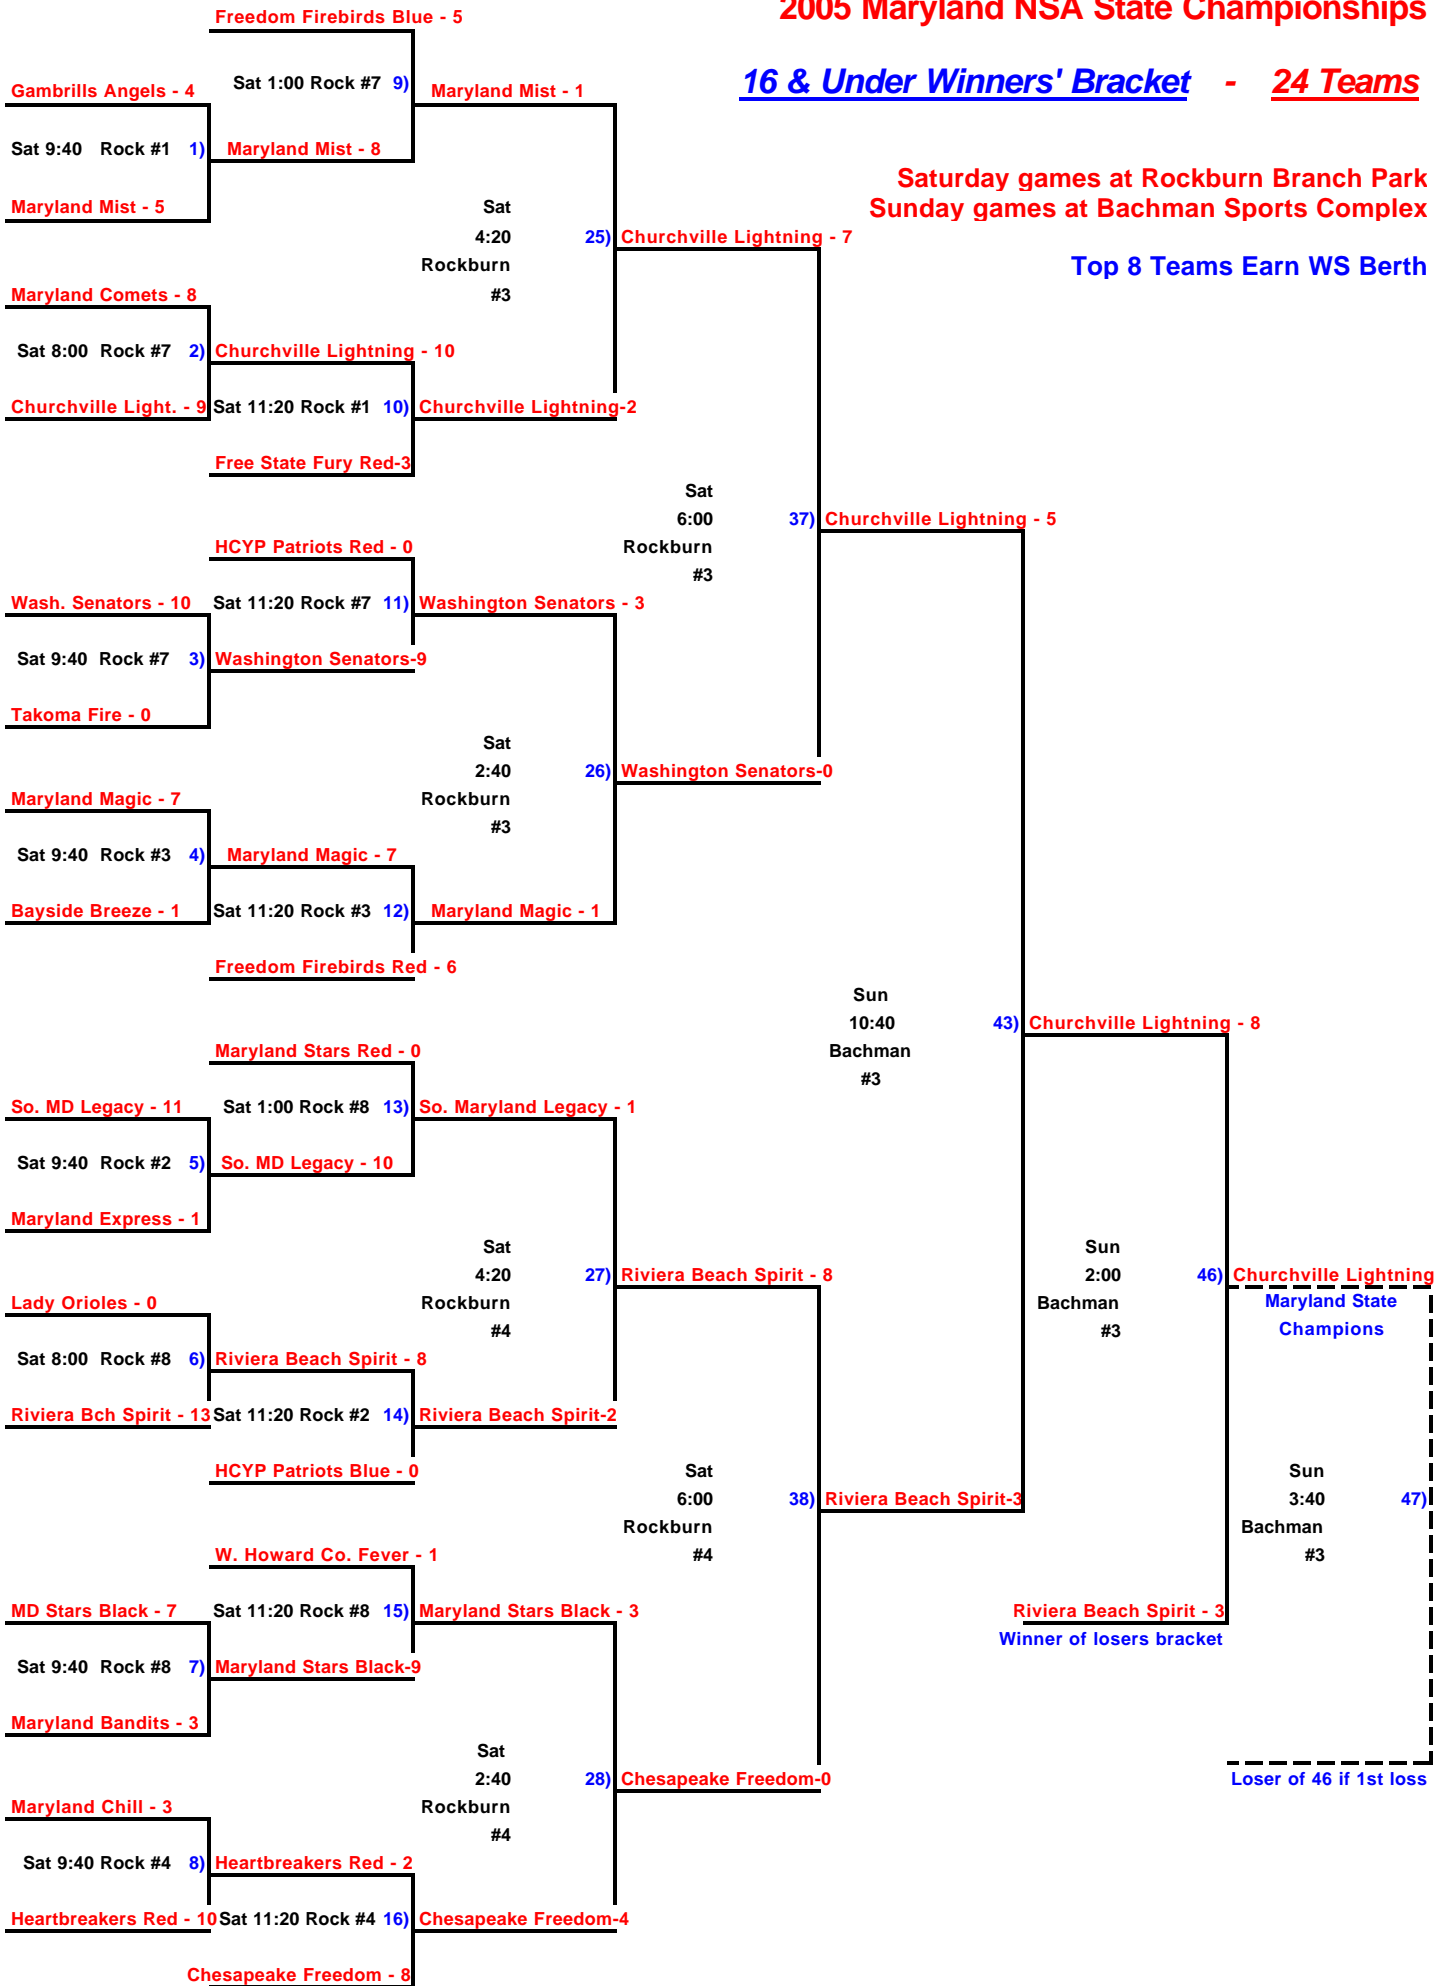 2005 Maryland NSA State Championships
16 & Under Winners' Bracket - 24 Teams
Saturday games at Rockburn Branch Park
Sunday games at Bachman Sports Complex
Top 8 Teams Earn WS Berth
Freedom Firebirds Blue - 5
Sat 1:00 Rock #7 9) Maryland Mist - 1
Gambrills Angels - 4
Sat 9:40 Rock #1 1) Maryland Mist - 8
Maryland Mist - 5
Sat
4:20 25) Churchville Lightning - 7
Rockburn
#3
Maryland Comets - 8
Sat 8:00 Rock #7 2) Churchville Lightning - 10
Churchville Light. - 9 Sat 11:20 Rock #1 10) Churchville Lightning-2
Free State Fury Red-3
Sat
6:00 37) Churchville Lightning - 5
Rockburn
#3
HCYP Patriots Red - 0
Wash. Senators - 10 Sat 11:20 Rock #7 11) Washington Senators - 3
Sat 9:40 Rock #7 3) Washington Senators-9
Takoma Fire - 0
Sat
2:40 26) Washington Senators-0
Rockburn
#3
Maryland Magic - 7
Sat 9:40 Rock #3 4) Maryland Magic - 7
Bayside Breeze - 1 Sat 11:20 Rock #3 12) Maryland Magic - 1
Freedom Firebirds Red - 6
Sun
10:40 43) Churchville Lightning - 8
Bachman
#3
Maryland Stars Red - 0
So. MD Legacy - 11 Sat 1:00 Rock #8 13) So. Maryland Legacy - 1
Sat 9:40 Rock #2 5) So. MD Legacy - 10
Maryland Express - 1
Sat
4:20 27) Riviera Beach Spirit - 8
Rockburn
#4
Sun
2:00 46) Churchville Lightning
Bachman
#3
Maryland State
Champions
Lady Orioles - 0
Sat 8:00 Rock #8 6) Riviera Beach Spirit - 8
Riviera Bch Spirit - 13 Sat 11:20 Rock #2 14) Riviera Beach Spirit-2
HCYP Patriots Blue - 0
Sat
6:00 38) Riviera Beach Spirit-3
Rockburn
#4
Sun
3:40 47)
Bachman
#3
W. Howard Co. Fever - 1
MD Stars Black - 7 Sat 11:20 Rock #8 15) Maryland Stars Black - 3
Riviera Beach Spirit - 3
Winner of losers bracket
Sat 9:40 Rock #8 7) Maryland Stars Black-9
Maryland Bandits - 3
Sat
2:40 28) Chesapeake Freedom-0
Rockburn
#4
Loser of 46 if 1st loss
Maryland Chill - 3
Sat 9:40 Rock #4 8) Heartbreakers Red - 2
Heartbreakers Red - 10 Sat 11:20 Rock #4 16) Chesapeake Freedom-4
Chesapeake Freedom - 8